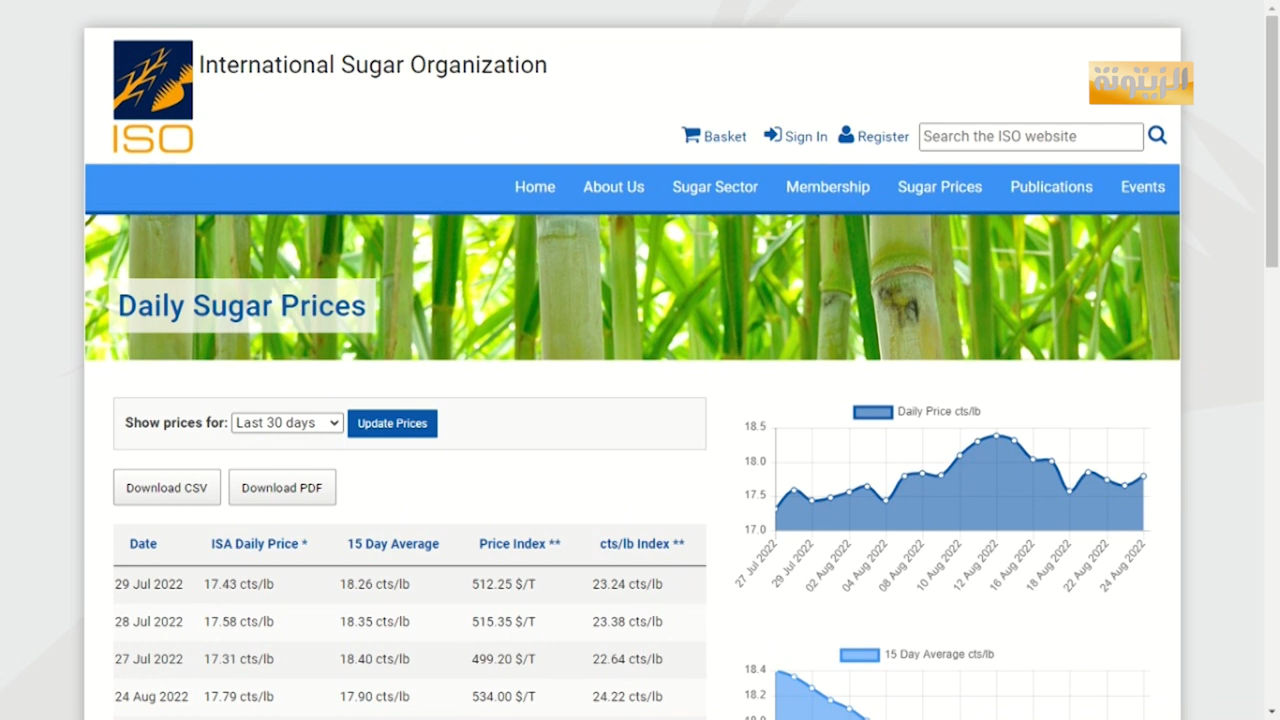 International Sugar Organization
ISO
الزيتونة
Basket Sign In Register Search the ISO website
Home About Us Sugar Sector Membership Sugar Prices Publications Events
Daily Sugar Prices
Show prices for: Last 30 days Update Prices
Download CSV Download PDF
Date ISA Daily Price * 15 Day Average Price Index ** cts/lb Index **
29 Jul 2022 17.43 cts/lb 18.26 cts/lb 512.25 $/T 23.24 cts/lb
28 Jul 2022 17.58 cts/lb 18.35 cts/lb 515.35 $/T 23.38 cts/lb
27 Jul 2022 17.31 cts/lb 18.40 cts/lb 499.20 $/T 22.64 cts/lb
24 Aug 2022 17.79 cts/lb 17.90 cts/lb 534.00 $/T 24.22 cts/lb
Daily Price cts/lb
18.5
18.0
17.5
17.0
27 Jul 2022 29 Jul 2022 02 Aug 2022 04 Aug 2022 08 Aug 2022 10 Aug 2022 12 Aug 2022 16 Aug 2022 18 Aug 2022 22 Aug 2022 24 Aug 2022
15 Day Average cts/lb
18.4
18.2